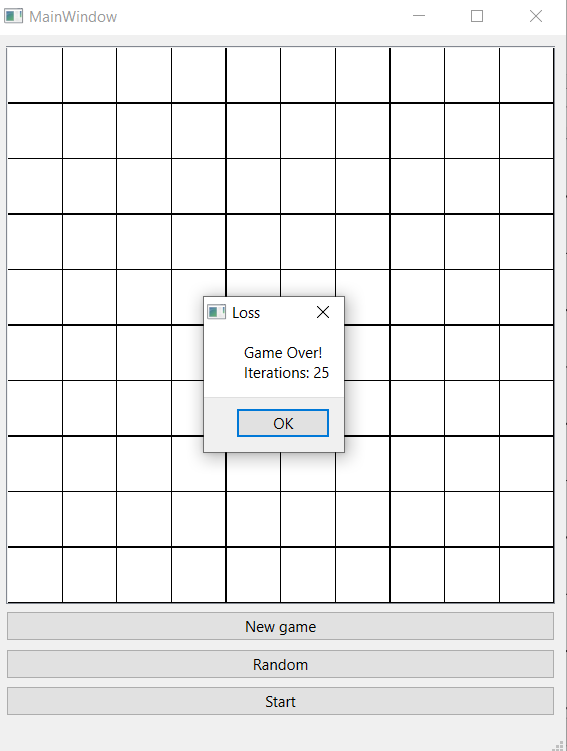 MainWindow
Loss
Game Over!
Iterations: 25
OK
New game
Random
Start